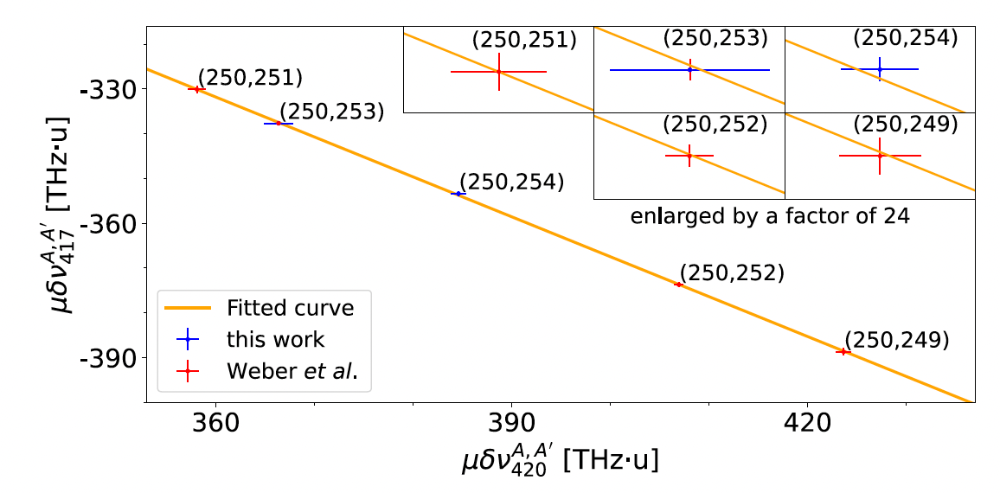 (250,251)
(250,253)
(250,254)
(250,252)
(250,249)
enlarged by a factor of 24
(250,251)
(250,253)
(250,254)
(250,252)
(250,249)
-330
-360
-390
μδν417^A,A′ [THz·u]
Fitted curve
this work
Weber et al.
360
390
420
μδν420^A,A′ [THz·u]